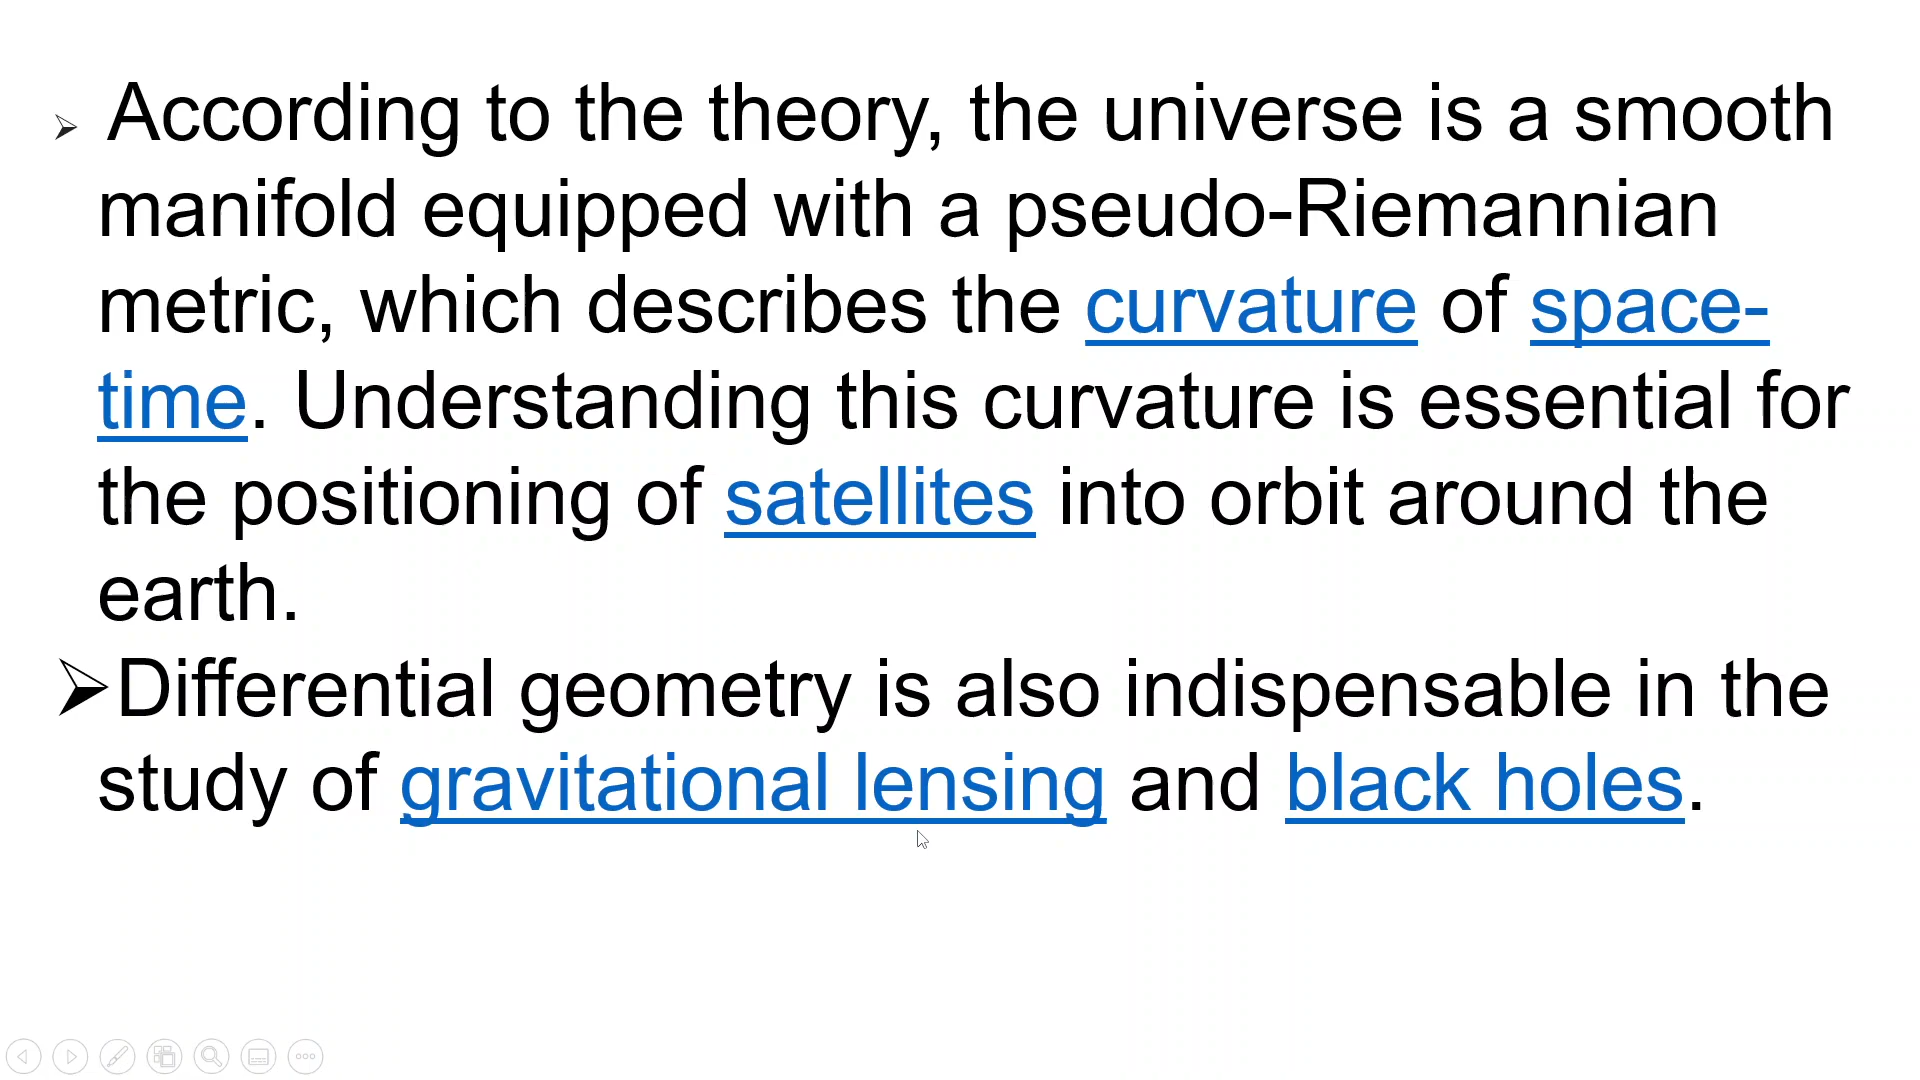 ➢ According to the theory, the universe is a smooth
manifold equipped with a pseudo-Riemannian
metric, which describes the curvature of space-
time. Understanding this curvature is essential for
the positioning of satellites into orbit around the
earth.
➢Differential geometry is also indispensable in the
study of gravitational lensing and black holes.